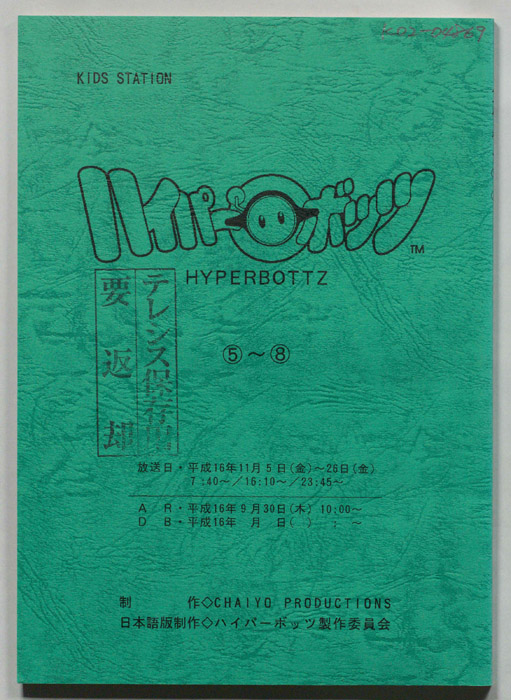 KIDS STATION
ハイパーボッツ
TM
HYPERBOTTZ
テレシス保存用
要返却
⑤～⑧
放送日・平成16年11月5日(金)～26日(金)
7:40～／16:10～／23:45～
A／R・平成16年9月30日(木) 10:00～
D B・平成16年 月 日( ) : ～
制 作◇CHAIYO PRODUCTIONS
日本語版制作◇ハイパーボッツ製作委員会